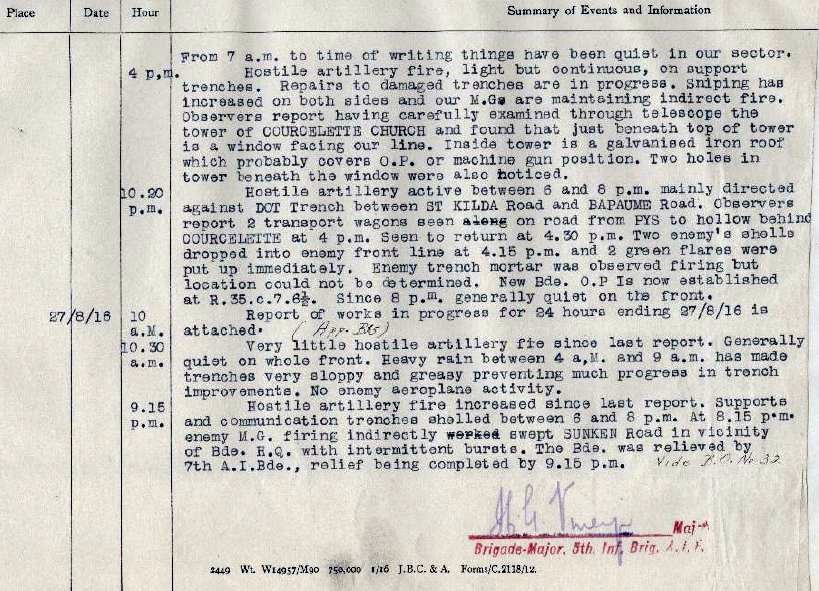 Place Date Hour Summary of Events and Information
From 7 a.m. to time of writing things have been quiet in our sector.
4 p,m. Hostile artillery fire, light but continuous, on support
trenches. Repairs to damaged trenches are in progress. Sniping has
increased on both sides and our M.Gs are maintaining indirect fire.
Observers report having carefully examined through telescope the
tower of COURCELETTE CHURCH and found that just beneath top of tower
is a window facing our line. Inside tower is a galvanised iron roof
which probably covers O.P. or machine gun position. Two holes in
tower beneath the window were also noticed.
10.20 Hostile artillery active between 6 and 8 p.m. mainly directed
p.m. against DOT Trench between ST KILDA Road and BAPAUME Road. Observers
report 2 transport wagons seen along on road from PYS to hollow behind
COURCELETTE at 4 p.m. Seen to return at 4.30 p.m. Two enemy's shells
dropped into enemy front line at 4.15 p.m. and 2 green flares were
put up immediately. Enemy trench mortar was observed firing but
location could not be determined. New Bde. O.P Is now established
at R.35.c.7.6½. Since 8 p.m. generally quiet on the front.
27/8/16 10 Report of works in progress for 24 hours ending 27/8/16 is
a.M. attached.
10.30 Very little hostile artillery fie since last report. Generally
a.m. quiet on whole front. Heavy rain between 4 a,M. and 9 a.m. has made
trenches very sloppy and greasy preventing much progress in trench
improvements. No enemy aeroplane activity.
9.15 Hostile artillery fire increased since last report. Supports
p.m. and communication trenches shelled between 6 and 8 p.m. At 8.15 p.m.
enemy M.G. firing indirectly worked swept SUNKEN Road in vicinity
of Bde. H.Q. with intermittent bursts. The Bde. was relieved by
7th A.I.Bde., relief being completed by 9.15 p.m. Vide B.O. No 32
Maj
Brigade-Major, 5th. Inf. Brig. A.I.F.
2449 Wt. W14957/M90 750,000 1/16 J.B.C. & A. Forms/C.2118/12.